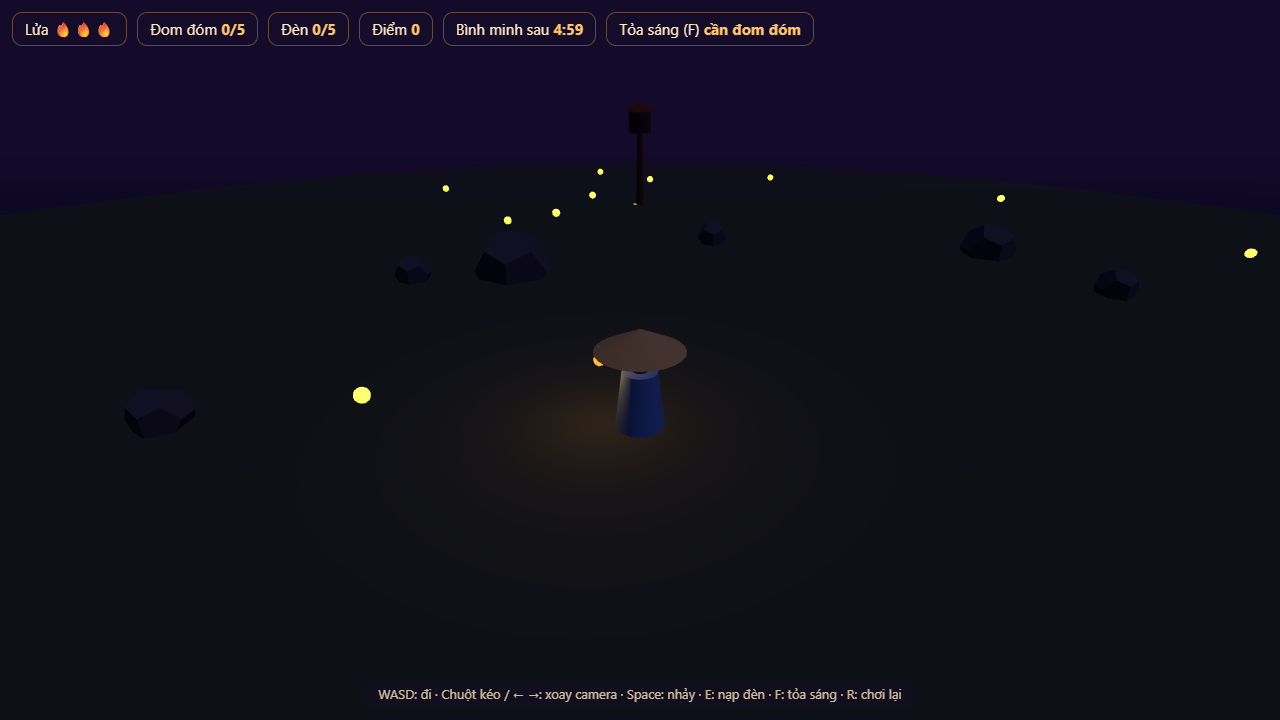 Lửa 🔥🔥🔥 Đom đóm 0/5 Đèn 0/5 Điểm 0 Bình minh sau 4:59 Tỏa sáng (F) cần đom đóm
WASD: đi · Chuột kéo / ← →: xoay camera · Space: nhảy · E: nạp đèn · F: tỏa sáng · R: chơi lại